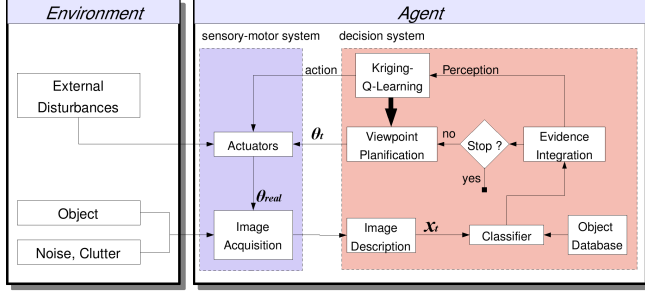 Environment
Agent
sensory-motor system
decision system
External
Disturbances
action
Kriging-
Q-Learning
Perception
Actuators
θt
Viewpoint
Planification
no
Stop ?
yes
Evidence
Integration
θreal
Object
Noise, Clutter
Image
Acquisition
Image
Description
xt
Classifier
Object
Database